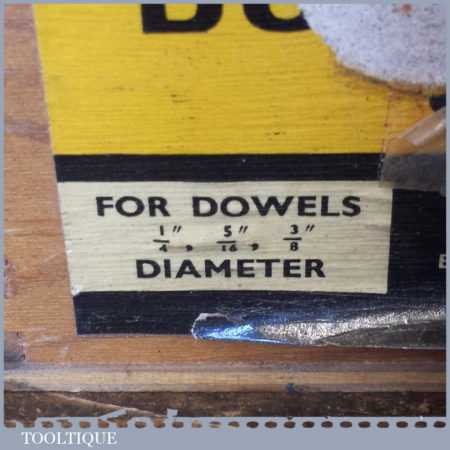 FOR DOWELS
1/4", 5/16", 3/8"
DIAMETER
TOOLTIQUE